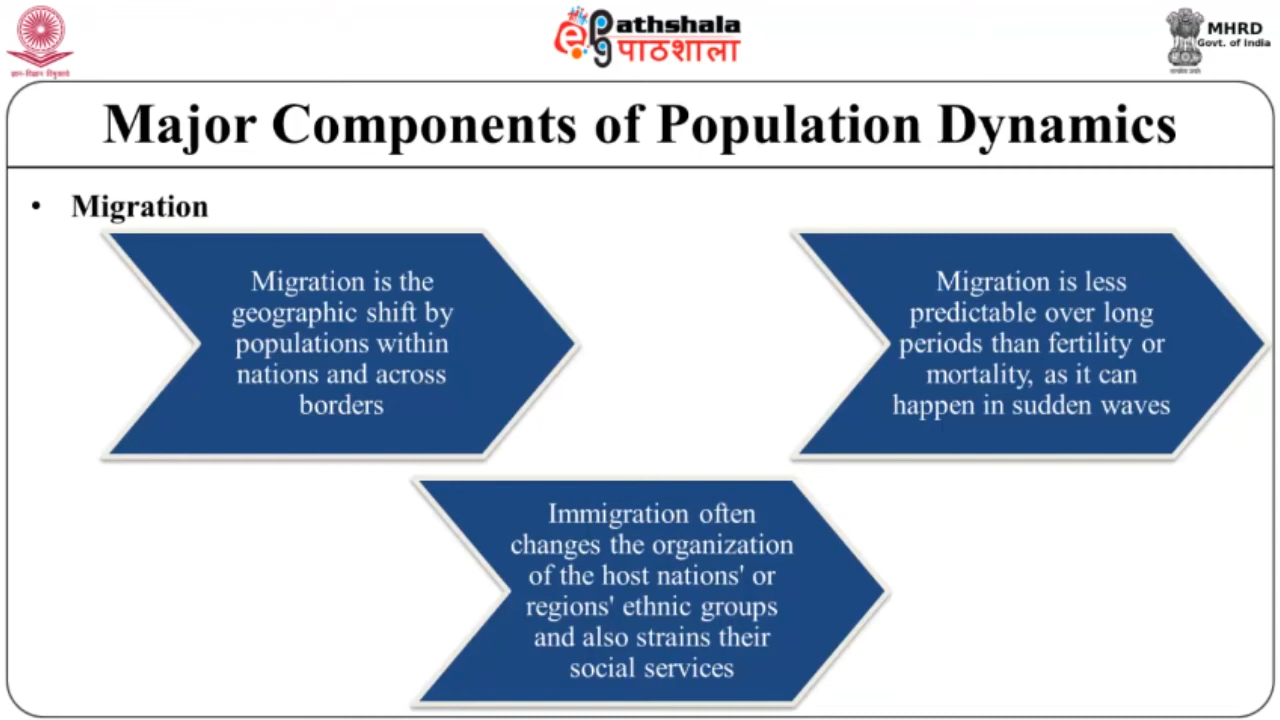 ज्ञान-विज्ञान विमुक्तये
ePathshala
पाठशाला
MHRD
Govt. of India
Major Components of Population Dynamics
• Migration
Migration is the
geographic shift by
populations within
nations and across
borders
Migration is less
predictable over long
periods than fertility or
mortality, as it can
happen in sudden waves
Immigration often
changes the organization
of the host nations' or
regions' ethnic groups
and also strains their
social services